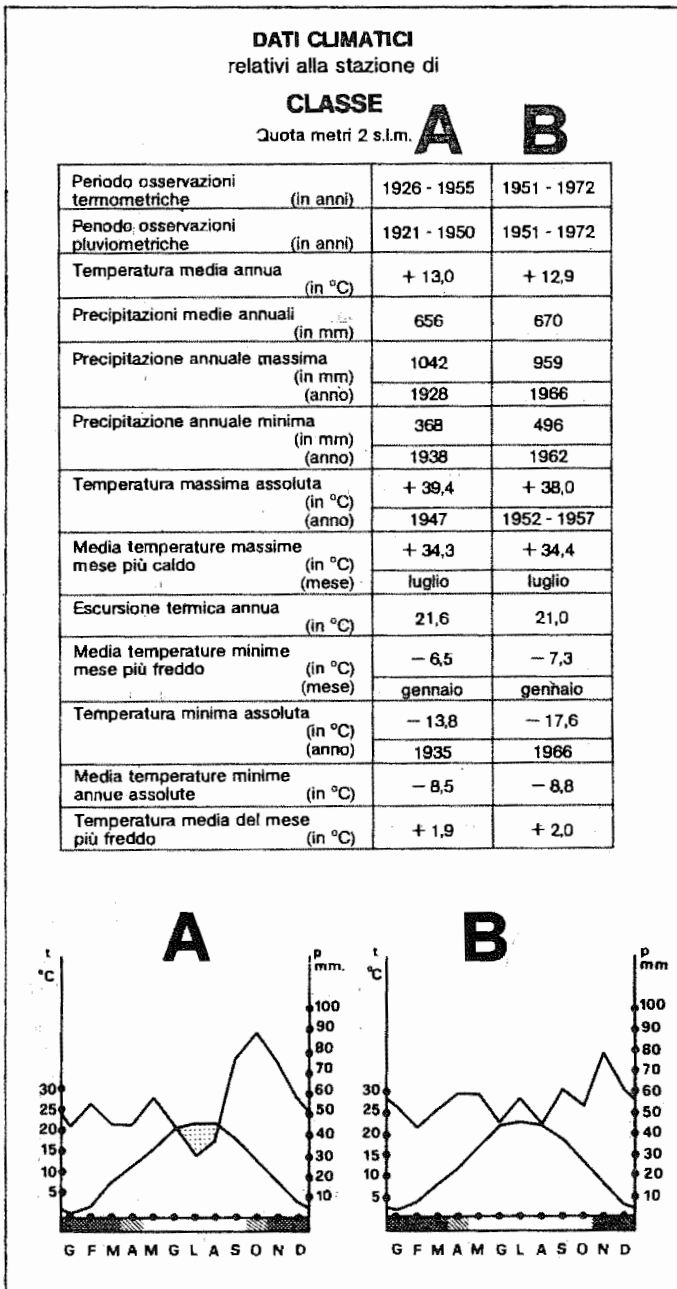 DATI CLIMATICI
relativi alla stazione di
CLASSE
Quota metri 2 s.l.m. A B
Periodo osservazioni
termometriche (in anni) 1926 - 1955 1951 - 1972
Penodo osservazioni
pluviometriche (in anni) 1921 - 1950 1951 - 1972
Temperatura media annua
(in °C) + 13,0 + 12,9
Precipitazioni medie annuali
(in mm) 656 670
Precipitazione annuale massima
(in mm) 1042 959
(anno) 1928 1966
Precipitazione annuale minima
(in mm) 368 496
(anno) 1938 1962
Temperatura massima assoluta
(in °C) + 39,4 + 38,0
(anno) 1947 1952 - 1957
Media temperature massime
mese più caldo (in °C) + 34,3 + 34,4
(mese) luglio luglio
Escursione termica annua
(in °C) 21,6 21,0
Media temperature minime
mese più freddo (in °C) - 6,5 - 7,3
(mese) gennaio gennaio
Temperatura minima assoluta
(in °C) - 13,8 - 17,6
(anno) 1935 1966
Media temperature minime
annue assolute (in °C) - 8,5 - 8,8
Temperatura media del mese
più freddo (in °C) + 1,9 + 2,0
A
t
°C
p
mm.
100
90
80
70
60
50
40
30
20
10
30
25
20
15
10
5
G F M A M G L A S O N D
B
t
°C
p
mm
100
90
80
70
60
50
40
30
20
10
30
25
20
15
10
5
G F M A M G L A S O N D